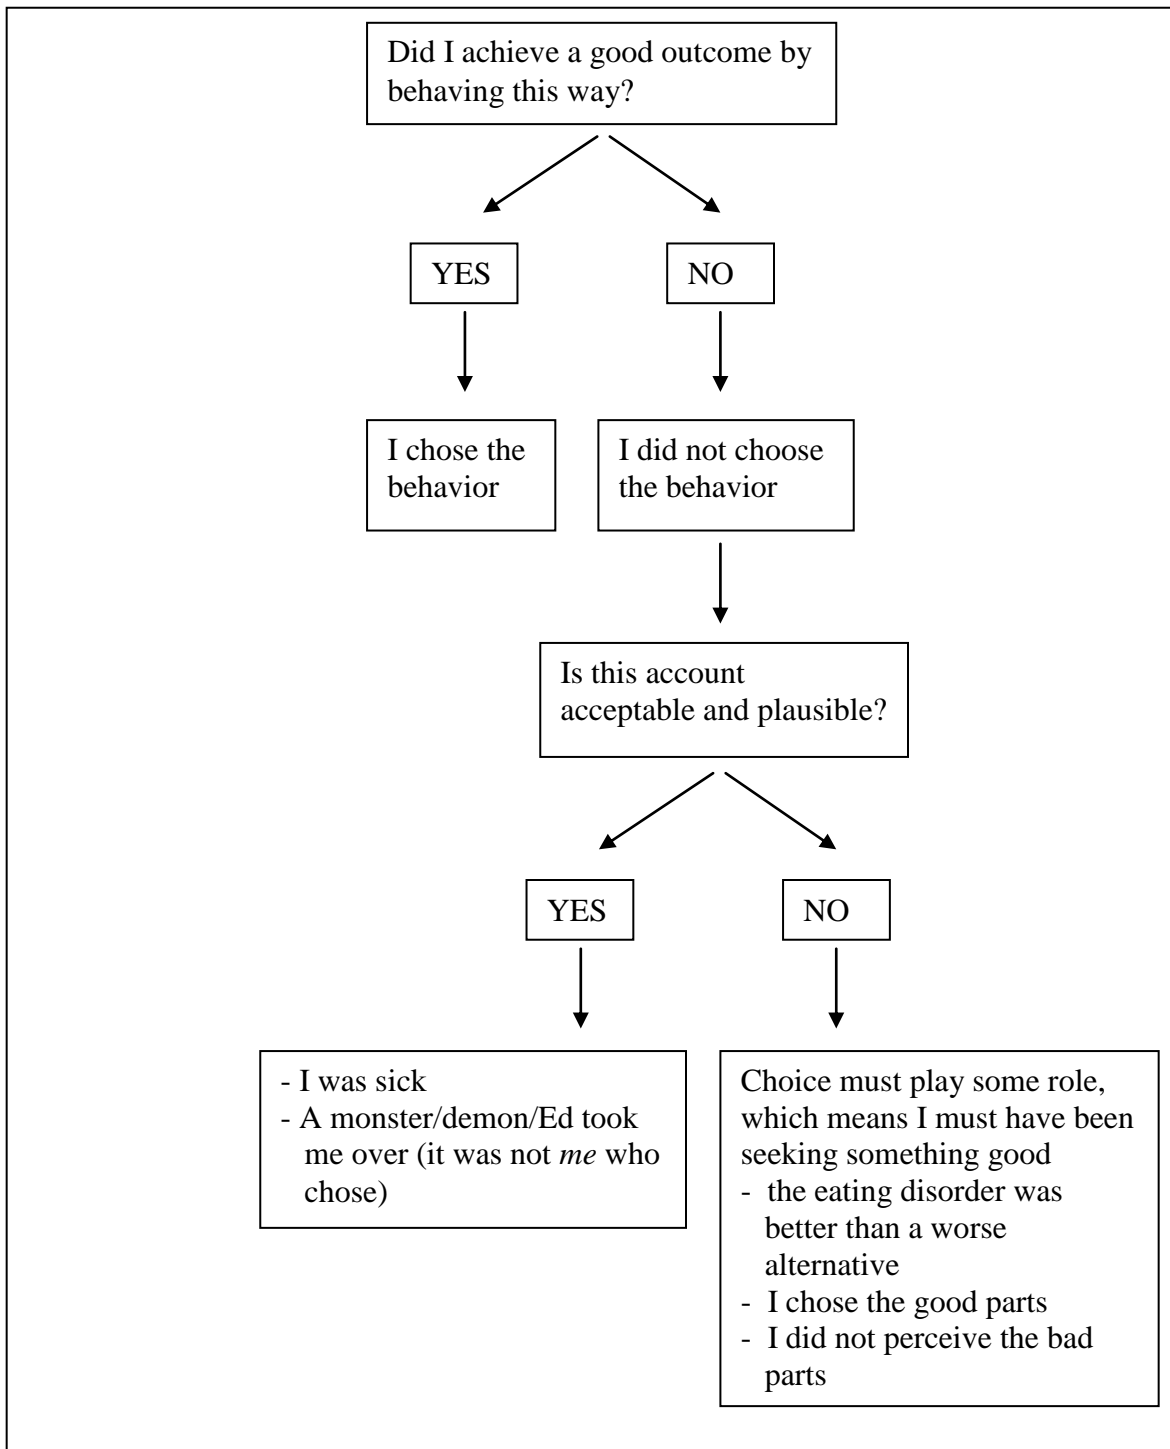 Did I achieve a good outcome by
behaving this way?
YES
NO
I chose the
behavior
I did not choose
the behavior
Is this account
acceptable and plausible?
YES
NO
- I was sick
- A monster/demon/Ed took
me over (it was not me who
chose)
Choice must play some role,
which means I must have been
seeking something good
- the eating disorder was
better than a worse
alternative
- I chose the good parts
- I did not perceive the bad
parts